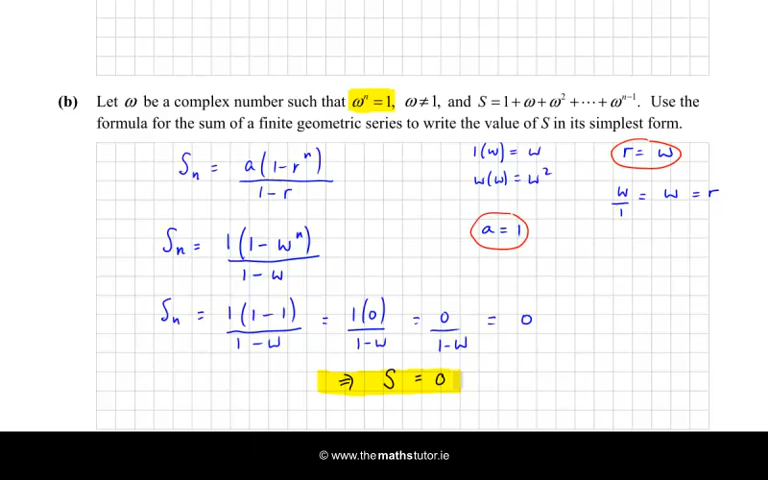 (b) Let ω be a complex number such that ωⁿ = 1, ω ≠ 1, and S = 1 + ω + ω² + ⋯ + ωⁿ⁻¹. Use the
formula for the sum of a finite geometric series to write the value of S in its simplest form.
Sₙ = a(1 - rⁿ) / 1 - r
1(w) = w
w(w) = w²
r = w
w/1 = w = r
a = 1
Sₙ = 1(1 - wⁿ) / 1 - w
Sₙ = 1(1 - 1) / 1 - w = 1(0) / 1 - w = 0 / 1 - w = 0
⇒ S = 0
© www.themathstutor.ie